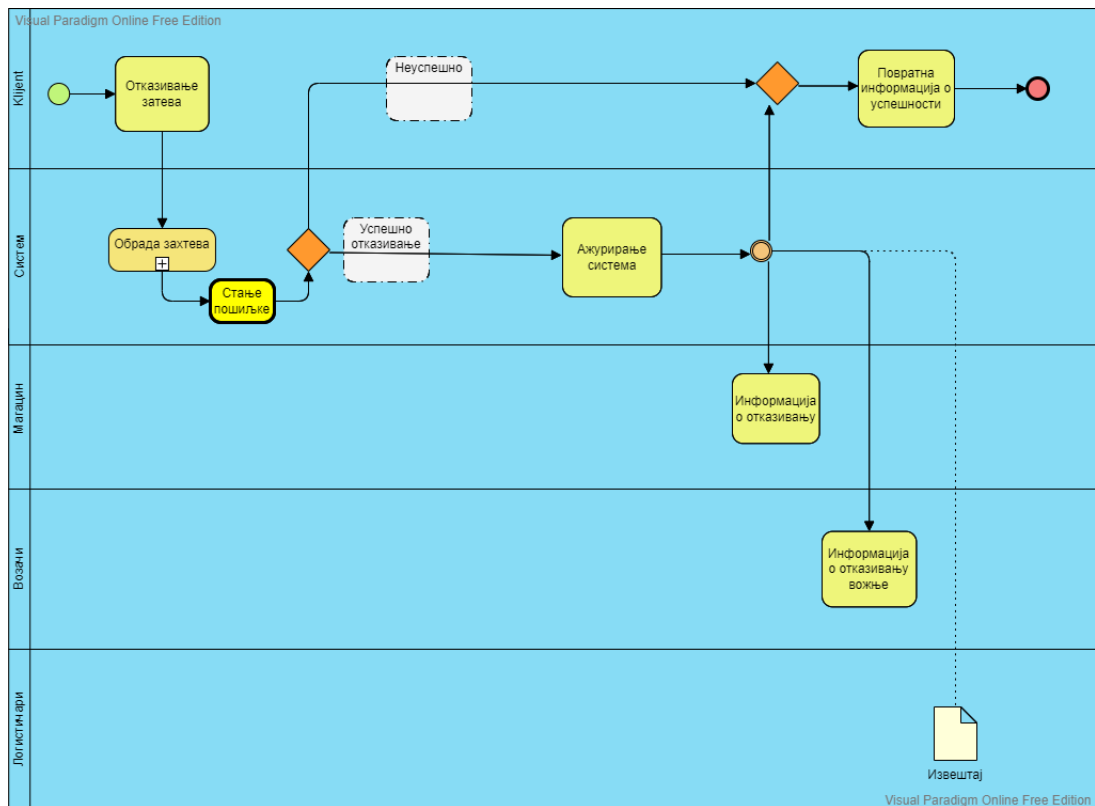 Visual Paradigm Online Free Edition
Klijent
Отказивање
затева
Неуспешно
Повратна
информација о
успешности
Систем
Обрада захтева
Стање
пошиљке
Успешно
отказивање
Ажурирање
система
Магацин
Информација
о отказивању
Возачи
Информација
о отказивању
вожње
Логистичари
Извештај
Visual Paradigm Online Free Edition